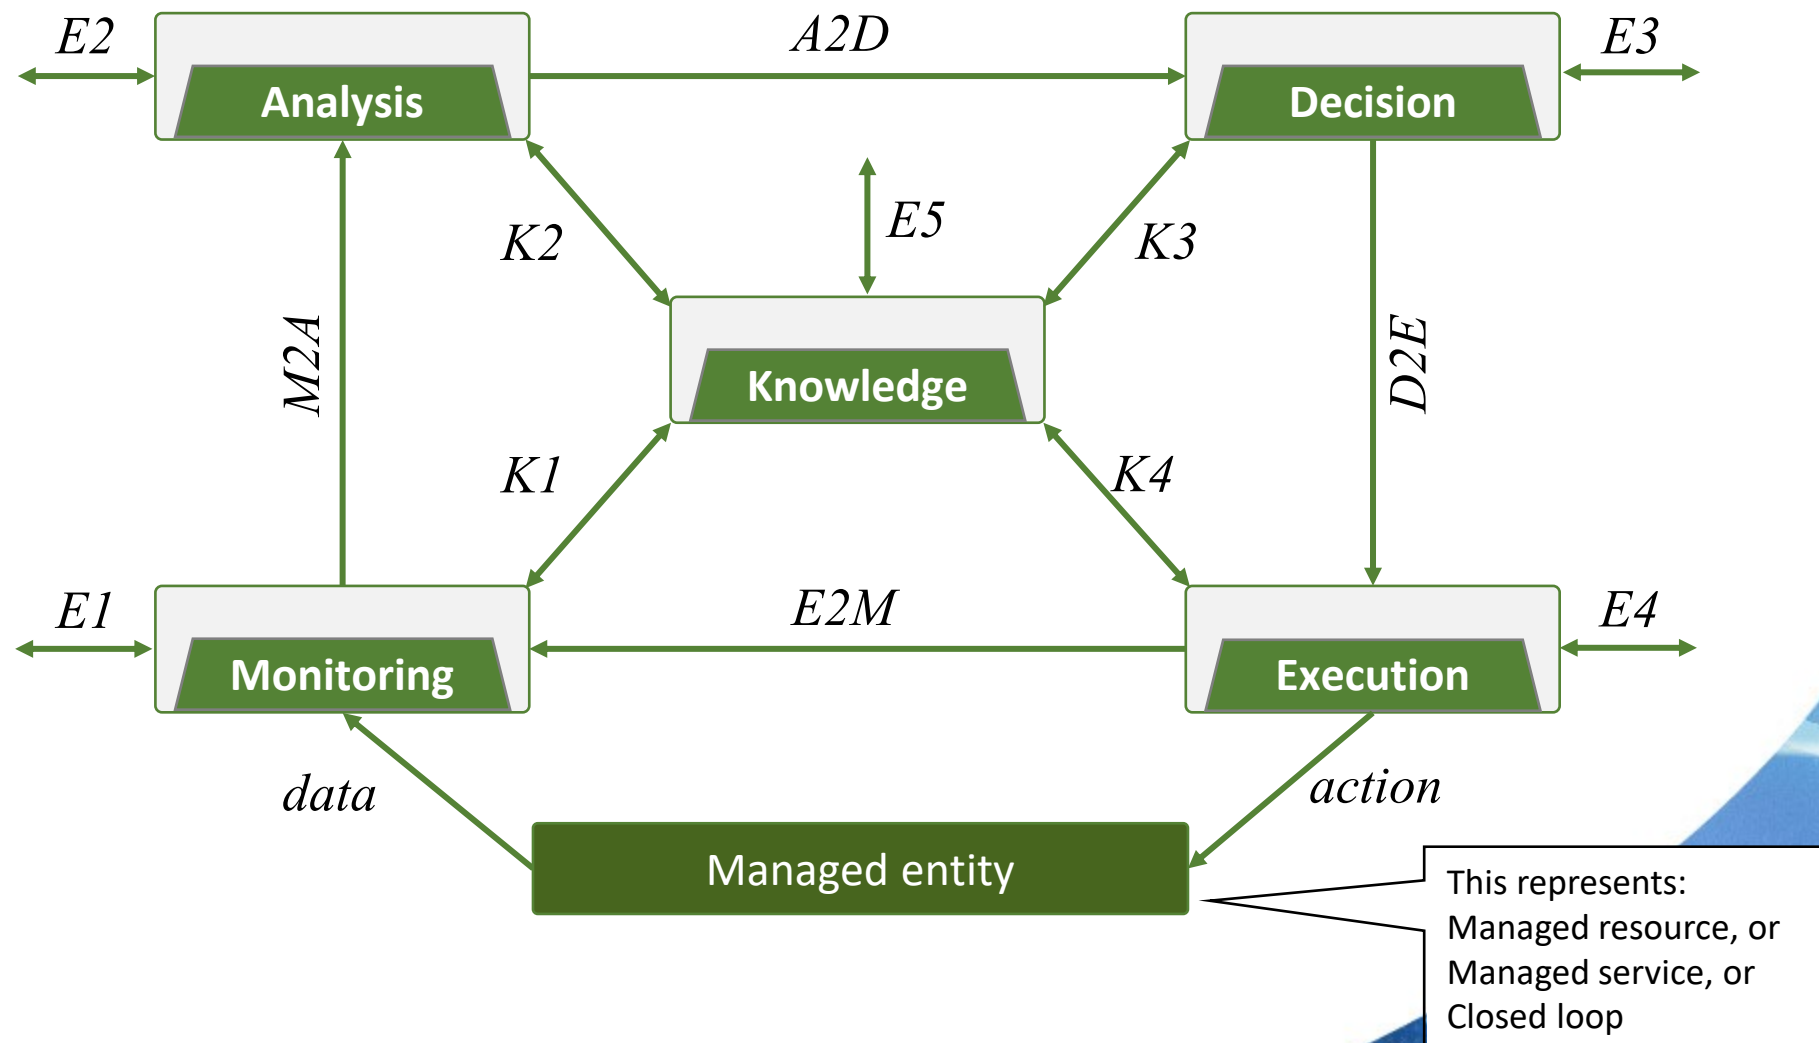 E2
A2D
E3
Analysis
Decision
E5
K2
K3
M2A
D2E
Knowledge
K1
K4
E1
E2M
E4
Monitoring
Execution
data
action
Managed entity
This represents:
Managed resource, or
Managed service, or
Closed loop